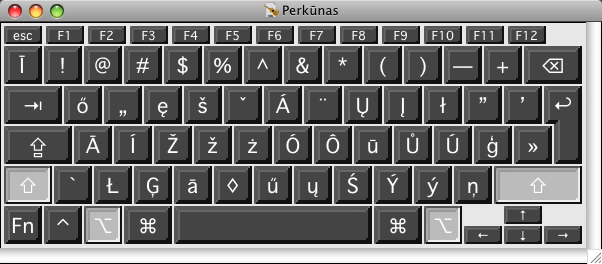 Perkūnas
esc F1 F2 F3 F4 F5 F6 F7 F8 F9 F10 F11 F12
Ī ! @ # $ % ^ & * ( ) — + ⌫
⇥ ő „ ę š ˇ Á ¨ Ų Į ł ” ’ ↩
⇪ Ā Í Ž ž ż Ó Ô ū Ů Ú ģ »
⇧ ` Ł Ģ ā ◊ ű ų Ś Ý ý ņ ⇧
Fn ^ ⌥ ⌘ ⌘ ⌥ ← ↑ ↓ →